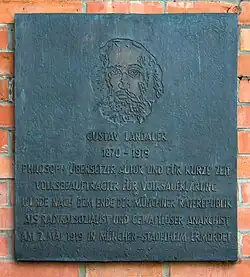 GUSTAV LANDAUER
1870 - 1919
PHILOSOPH ÜBERSETZER AUTOR UND FÜR KURZE ZEIT
VOLKSBEAUFTRAGTER FÜR VOLKSAUFKLÄRUNG
WURDE NACH DEM ENDE DER MÜNCHNER RÄTEREPUBLIK
ALS RADIKALSOZIALIST UND GEWALTLOSER ANARCHIST
AM 2. MAI 1919 IN MÜNCHEN-STADELHEIM ERMORDET